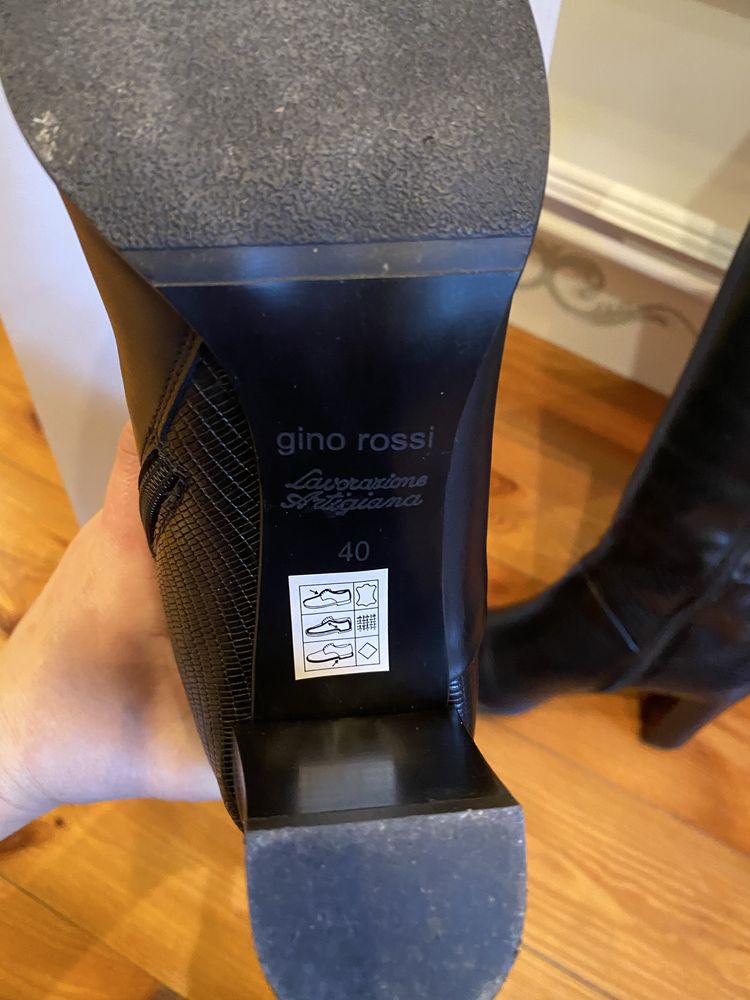 gino rossi
Lavorazione
Artigiana
40